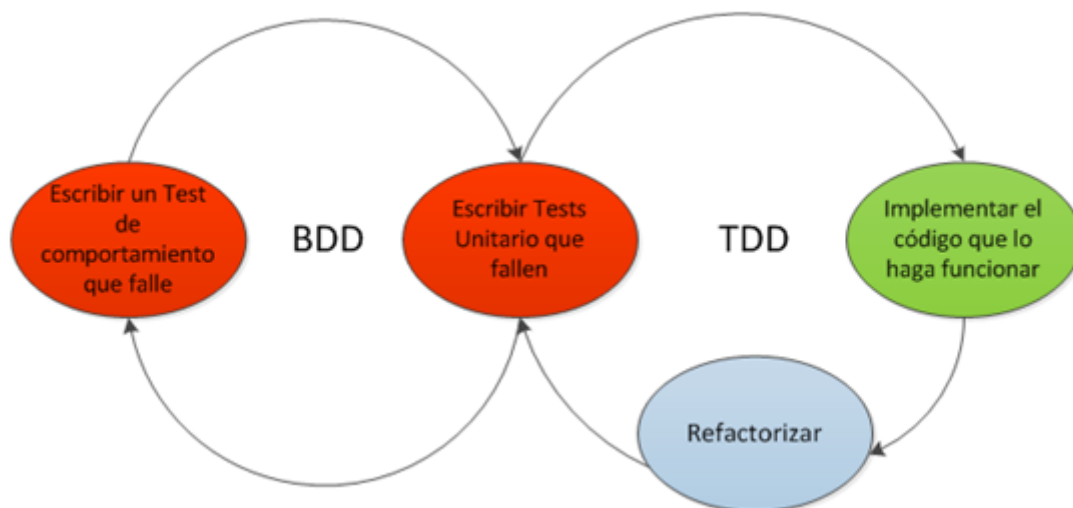 Escribir un Test
de
comportamiento
que falle
BDD
Escribir Tests
Unitario que
fallen
TDD
Implementar el
código que lo
haga funcionar
Refactorizar